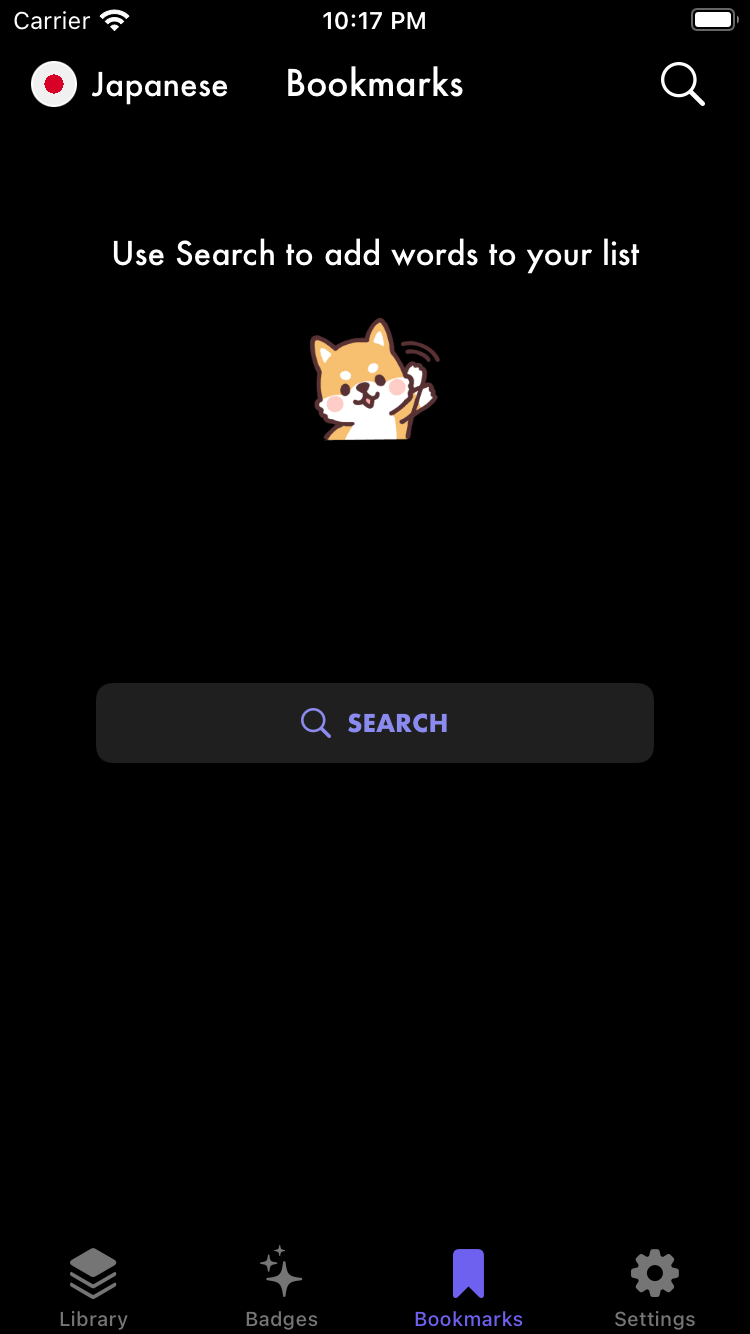 Carrier 10:17 PM
Japanese Bookmarks
Use Search to add words to your list
SEARCH
Library Badges Bookmarks Settings